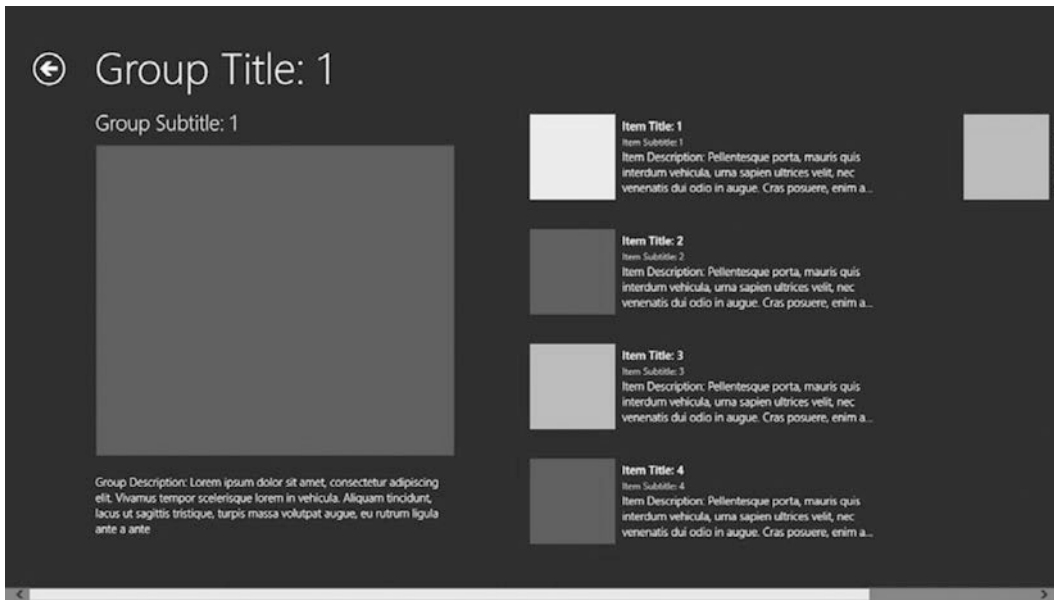 Group Title: 1
Group Subtitle: 1
Group Description: Lorem ipsum dolor sit amet, consectetur adipiscing
elit. Vivamus tempor scelerisque lorem in vehicula. Aliquam tincidunt,
lacus ut sagittis tristique, turpis massa volutpat augue, eu rutrum ligula
ante a ante
Item Title: 1
Item Subtitle: 1
Item Description: Pellentesque porta, mauris quis
interdum vehicula, urna sapien ultrices velit, nec
venenatis dui odio in augue. Cras posuere, enim a...
Item Title: 2
Item Subtitle: 2
Item Description: Pellentesque porta, mauris quis
interdum vehicula, urna sapien ultrices velit, nec
venenatis dui odio in augue. Cras posuere, enim a...
Item Title: 3
Item Subtitle: 3
Item Description: Pellentesque porta, mauris quis
interdum vehicula, urna sapien ultrices velit, nec
venenatis dui odio in augue. Cras posuere, enim a...
Item Title: 4
Item Subtitle: 4
Item Description: Pellentesque porta, mauris quis
interdum vehicula, urna sapien ultrices velit, nec
venenatis dui odio in augue. Cras posuere, enim a...